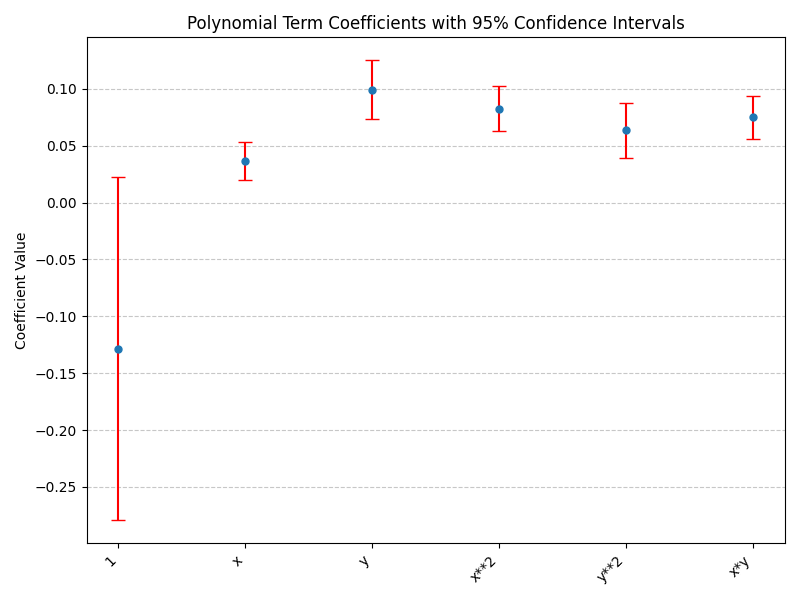 Polynomial Term Coefficients with 95% Confidence Intervals
0.10
0.05
0.00
−0.05
−0.10
−0.15
−0.20
−0.25
Coefficient Value
1
x
y
x**2
y**2
x*y